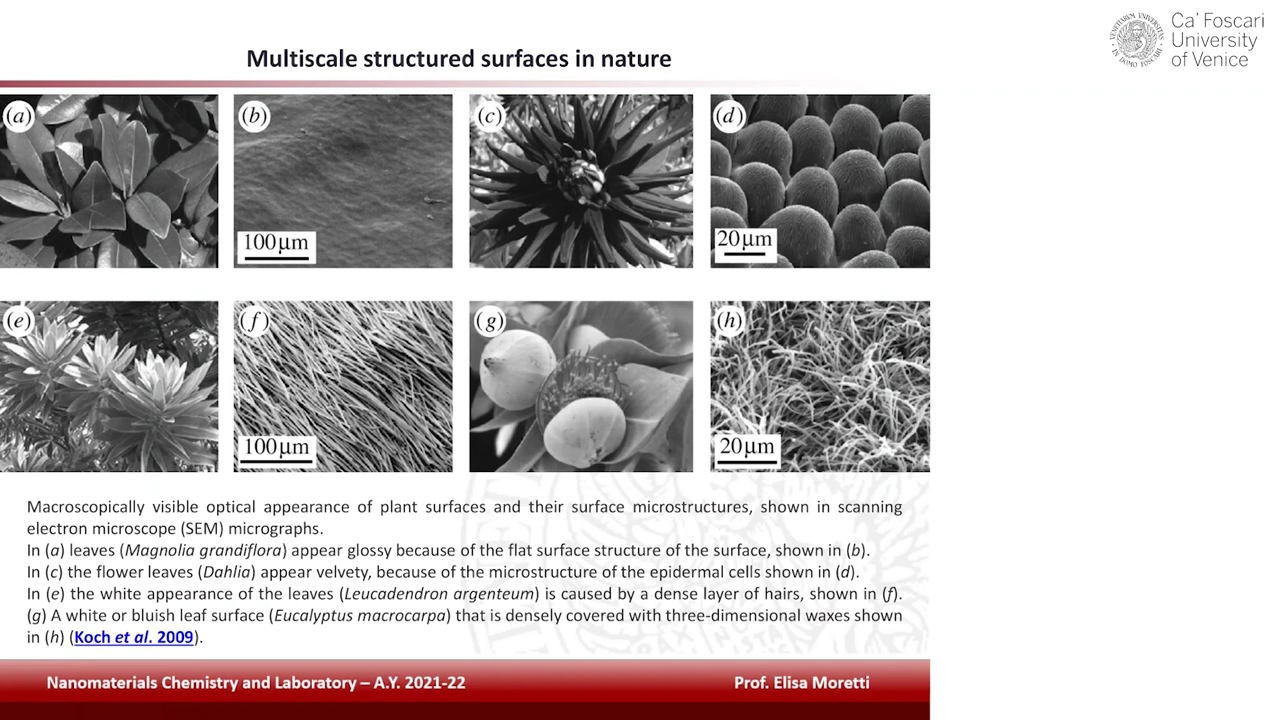 Ca' Foscari
University
of Venice
Multiscale structured surfaces in nature
(a)
(b)
(c)
(d)
100µm
20µm
(e)
(f)
(g)
(h)
100µm
20µm
Macroscopically visible optical appearance of plant surfaces and their surface microstructures, shown in scanning
electron microscope (SEM) micrographs.
In (a) leaves (Magnolia grandiflora) appear glossy because of the flat surface structure of the surface, shown in (b).
In (c) the flower leaves (Dahlia) appear velvety, because of the microstructure of the epidermal cells shown in (d).
In (e) the white appearance of the leaves (Leucadendron argenteum) is caused by a dense layer of hairs, shown in (f).
(g) A white or bluish leaf surface (Eucalyptus macrocarpa) that is densely covered with three-dimensional waxes shown
in (h) (Koch et al. 2009).
Nanomaterials Chemistry and Laboratory – A.Y. 2021-22
Prof. Elisa Moretti